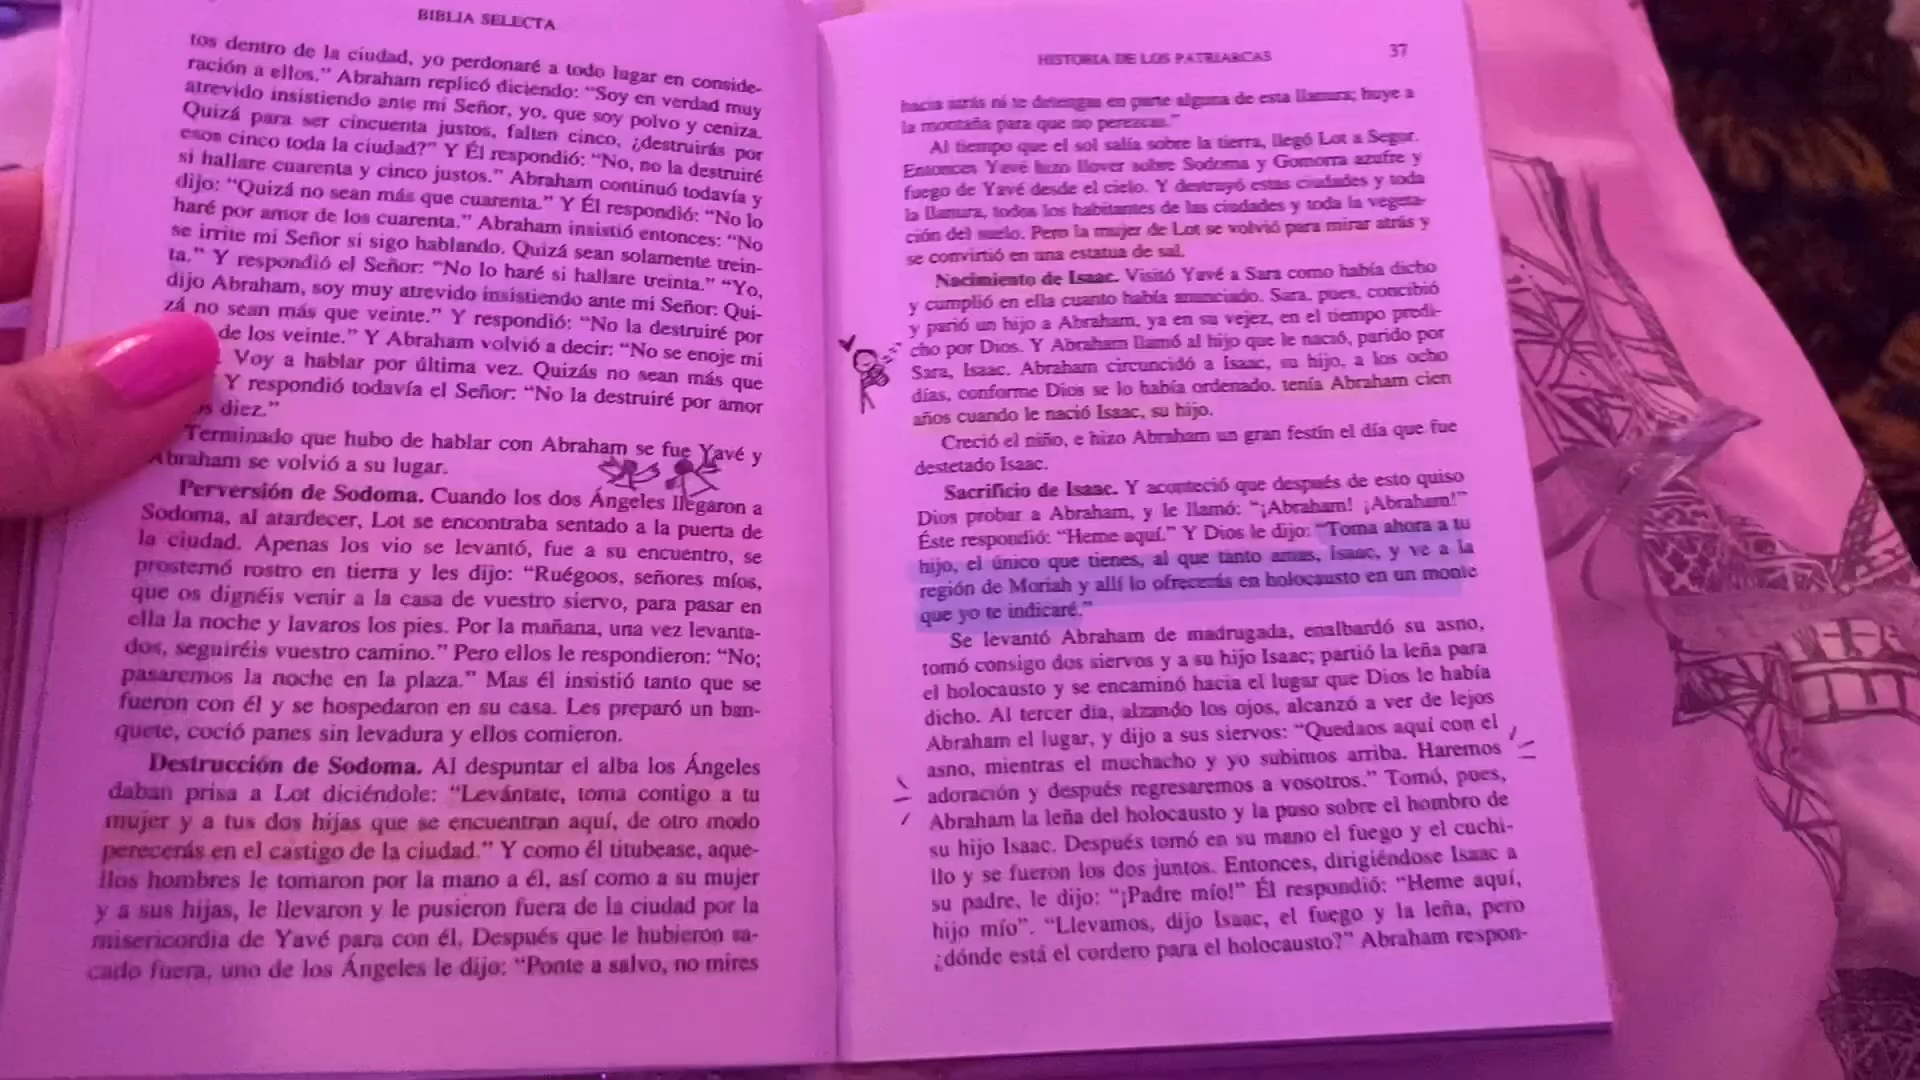 BIBLIA SELECTA
tos dentro de la ciudad, yo perdonaré a todo lugar en conside-
ración a ellos.” Abraham replicó diciendo: “Soy en verdad muy
atrevido insistiendo ante mi Señor, yo, que soy polvo y ceniza.
Quizá para ser cincuenta justos, falten cinco, ¿destruirás por
esos cinco toda la ciudad?” Y Él respondió: “No, no la destruiré
si hallare cuarenta y cinco justos.” Abraham continuó todavía y
dijo: “Quizá no sean más que cuarenta.” Y Él respondió: “No lo
haré por amor de los cuarenta.” Abraham insistió entonces: “No
se irrite mi Señor si sigo hablando. Quizá sean solamente trein-
ta.” Y respondió el Señor: “No lo haré si hallare treinta.” “Yo,
dijo Abraham, soy muy atrevido insistiendo ante mi Señor: Qui-
zá no sean más que veinte.” Y respondió: “No la destruiré por
de los veinte.” Y Abraham volvió a decir: “No se enoje mi
Voy a hablar por última vez. Quizás no sean más que
Y respondió todavía el Señor: “No la destruiré por amor
diez.”
Terminado que hubo de hablar con Abraham se fue Yavé y
Abraham se volvió a su lugar.
Perversión de Sodoma. Cuando los dos Ángeles llegaron a
Sodoma, al atardecer, Lot se encontraba sentado a la puerta de
la ciudad. Apenas los vio se levantó, fue a su encuentro, se
prosternó rostro en tierra y les dijo: “Ruégoos, señores míos,
que os dignéis venir a la casa de vuestro siervo, para pasar en
ella la noche y lavaros los pies. Por la mañana, una vez levanta-
dos, seguiréis vuestro camino.” Pero ellos le respondieron: “No;
pasaremos la noche en la plaza.” Mas él insistió tanto que se
fueron con él y se hospedaron en su casa. Les preparó un ban-
quete, coció panes sin levadura y ellos comieron.
Destrucción de Sodoma. Al despuntar el alba los Ángeles
daban prisa a Lot diciéndole: “Levántate, toma contigo a tu
mujer y a tus dos hijas que se encuentran aquí, de otro modo
perecerás en el castigo de la ciudad.” Y como él titubease, aque-
llos hombres le tomaron por la mano a él, así como a su mujer
y a sus hijas, le llevaron y le pusieron fuera de la ciudad por la
misericordia de Yavé para con él. Después que le hubieron sa-
cado fuera, uno de los Ángeles le dijo: “Ponte a salvo, no mires
HISTORIA DE LOS PATRIARCAS 37
hacia atrás ni te detengas en parte alguna de esta llanura; huye a
la montaña para que no perezcas.”
Al tiempo que el sol salía sobre la tierra, llegó Lot a Segor.
Entonces Yavé hizo llover sobre Sodoma y Gomorra azufre y
fuego de Yavé desde el cielo. Y destruyó estas ciudades y toda
la llanura, todos los habitantes de las ciudades y toda la vegeta-
ción del suelo. Pero la mujer de Lot se volvió para mirar atrás y
se convirtió en una estatua de sal.
Nacimiento de Isaac. Visitó Yavé a Sara como había dicho
y cumplió en ella cuanto había anunciado. Sara, pues, concibió
y parió un hijo a Abraham, ya en su vejez, en el tiempo predi-
cho por Dios. Y Abraham llamó al hijo que le nació, parido por
Sara, Isaac. Abraham circuncidó a Isaac, su hijo, a los ocho
días, conforme Dios se lo había ordenado. tenía Abraham cien
años cuando le nació Isaac, su hijo.
Creció el niño, e hizo Abraham un gran festín el día que fue
destetado Isaac.
Sacrificio de Isaac. Y aconteció que después de esto quiso
Dios probar a Abraham, y le llamó: “¡Abraham! ¡Abraham!”
Éste respondió: “Heme aquí.” Y Dios le dijo: “Toma ahora a tu
hijo, el único que tienes, al que tanto amas, Isaac, y ve a la
región de Moriah y allí lo ofrecerás en holocausto en un monte
que yo te indicaré.”
Se levantó Abraham de madrugada, enalbardó su asno,
tomó consigo dos siervos y a su hijo Isaac; partió la leña para
el holocausto y se encaminó hacia el lugar que Dios le había
dicho. Al tercer día, alzando los ojos, alcanzó a ver de lejos
Abraham el lugar, y dijo a sus siervos: “Quedaos aquí con el
asno, mientras el muchacho y yo subimos arriba. Haremos
adoración y después regresaremos a vosotros.” Tomó, pues,
Abraham la leña del holocausto y la puso sobre el hombro de
su hijo Isaac. Después tomó en su mano el fuego y el cuchi-
llo y se fueron los dos juntos. Entonces, dirigiéndose Isaac a
su padre, le dijo: “¡Padre mío!” Él respondió: “Heme aquí,
hijo mío”. “Llevamos, dijo Isaac, el fuego y la leña, pero
¿dónde está el cordero para el holocausto?” Abraham respon-